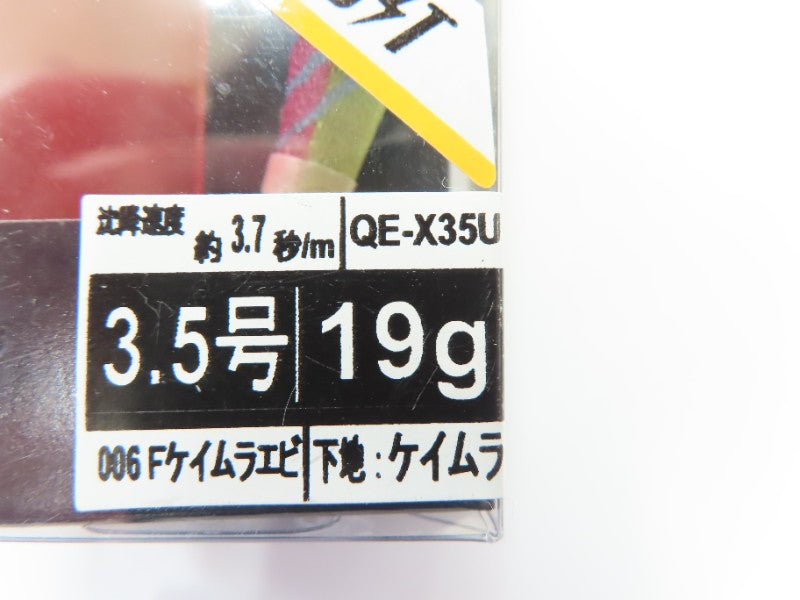 沈降速度 約3.7秒/m QE-X35U
3.5号 19g
006 Fケイムラエビ 下地:ケイムラ